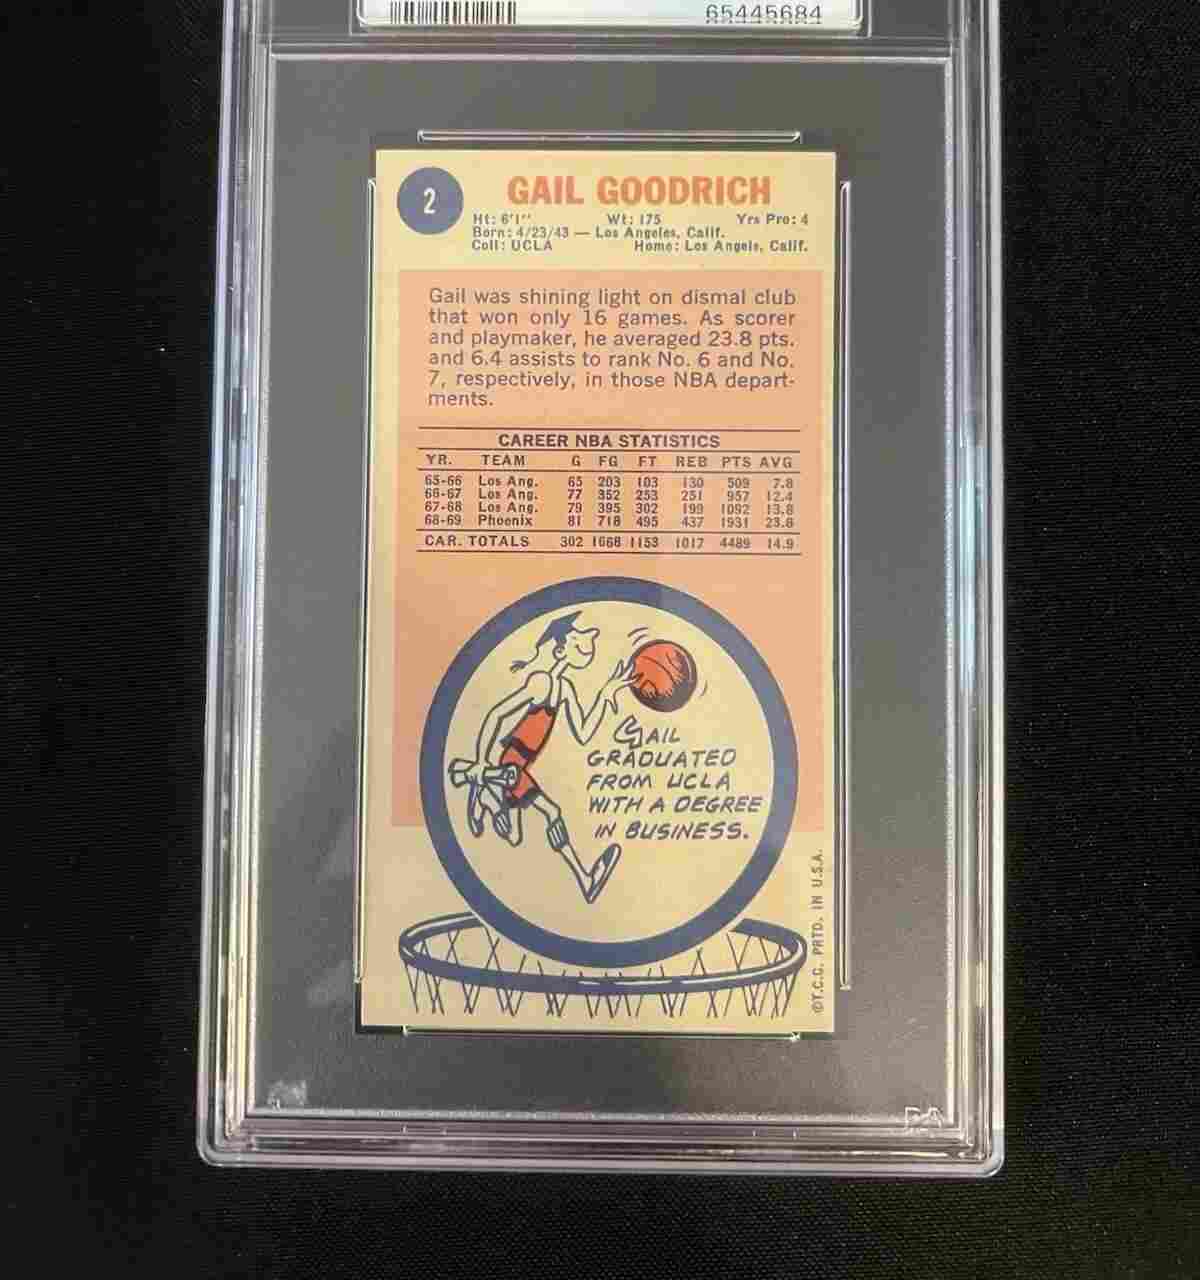 65445684
2
GAIL GOODRICH
Ht: 6'1" Wt: 175 Yrs Pro: 4
Born: 4/23/43 — Los Angeles, Calif.
Coll: UCLA Home: Los Angele, Calif.
Gail was shining light on dismal club
that won only 16 games. As scorer
and playmaker, he averaged 23.8 pts.
and 6.4 assists to rank No. 6 and No.
7, respectively, in those NBA depart-
ments.
CAREER NBA STATISTICS
YR. TEAM G FG FT REB PTS AVG
65-66 Los Ang. 65 203 103 130 509 7.8
66-67 Los Ang. 77 352 253 251 957 12.4
67-68 Los Ang. 79 395 302 199 1092 13.8
68-69 Phoenix 81 718 495 437 1931 23.8
CAR. TOTALS 302 1668 1153 1017 4489 14.9
GAIL
GRADUATED
FROM UCLA
WITH A DEGREE
IN BUSINESS.
©T.C.C. PRTD. IN U.S.A.